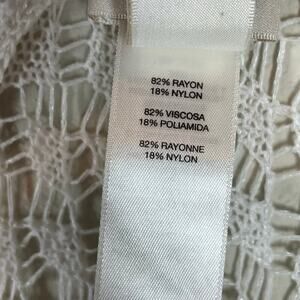 82% RAYON
18% NYLON
82% VISCOSA
18% POLIAMIDA
82% RAYONNE
18% NYLON